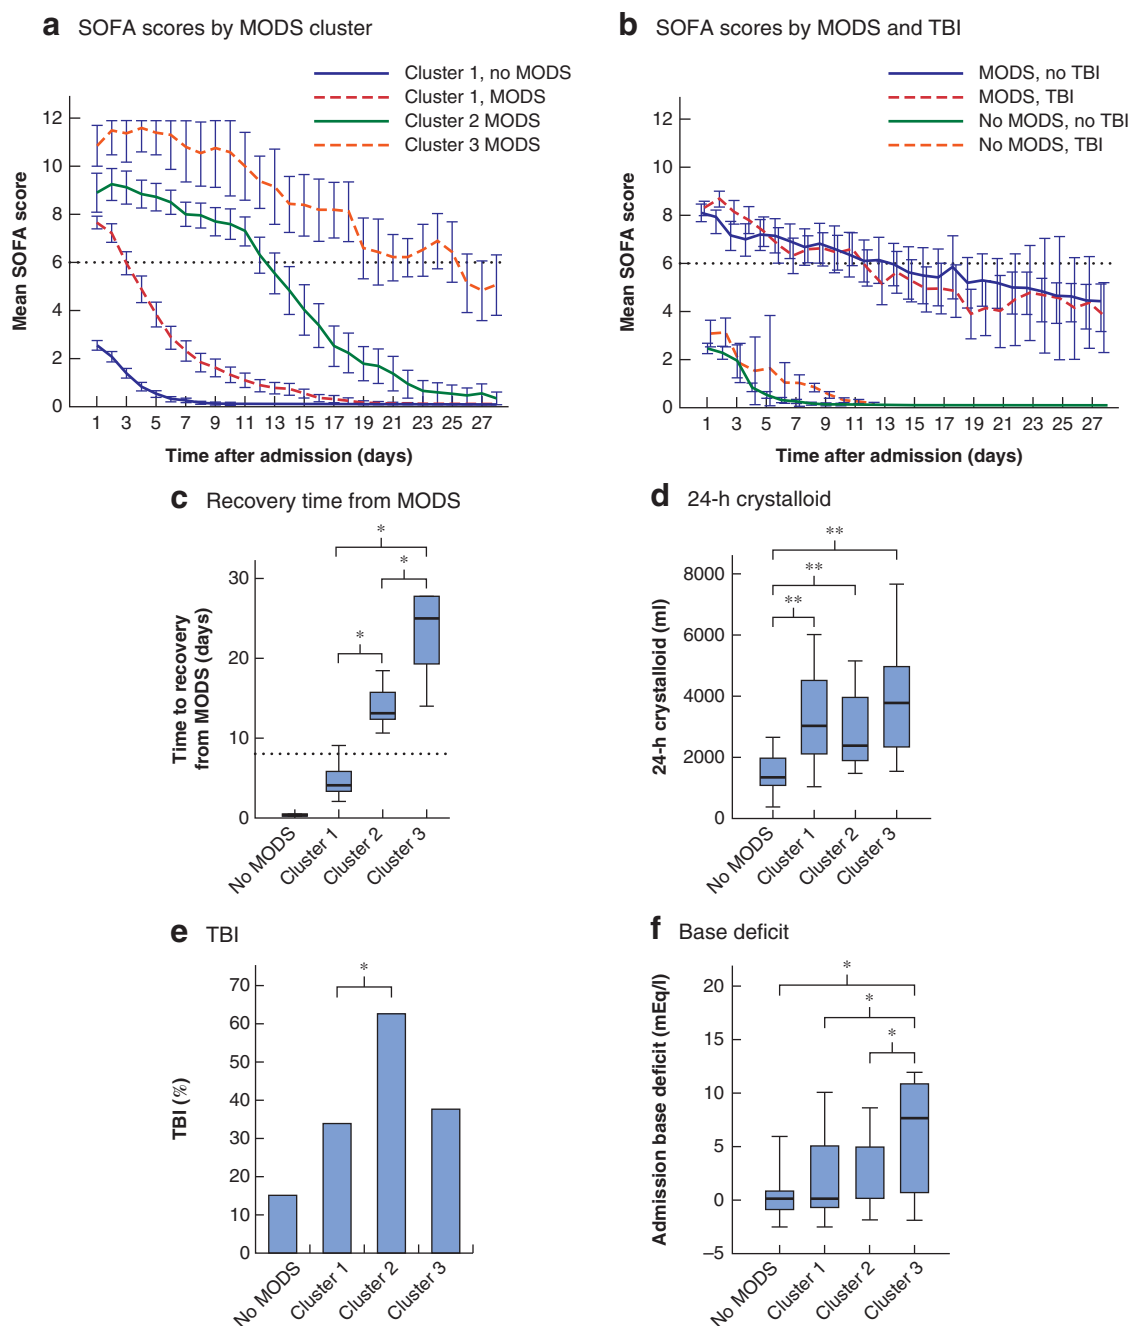 a SOFA scores by MODS cluster
Cluster 1, no MODS
Cluster 1, MODS
Cluster 2 MODS
Cluster 3 MODS
Mean SOFA score
12
10
8
6
4
2
0
1 3 5 7 9 11 13 15 17 19 21 23 25 27
Time after admission (days)
b SOFA scores by MODS and TBI
MODS, no TBI
MODS, TBI
No MODS, no TBI
No MODS, TBI
Mean SOFA score
12
10
8
6
4
2
0
1 3 5 7 9 11 13 15 17 19 21 23 25 27
Time after admission (days)
c Recovery time from MODS
Time to recovery
from MODS (days)
30
20
10
0
*
*
*
No MODS
Cluster 1
Cluster 2
Cluster 3
d 24-h crystalloid
24-h crystalloid (ml)
8000
6000
4000
2000
0
**
**
**
No MODS
Cluster 1
Cluster 2
Cluster 3
e TBI
TBI (%)
70
60
50
40
30
20
10
0
*
No MODS
Cluster 1
Cluster 2
Cluster 3
f Base deficit
Admission base deficit (mEq/l)
20
15
10
5
0
–5
*
*
*
No MODS
Cluster 1
Cluster 2
Cluster 3